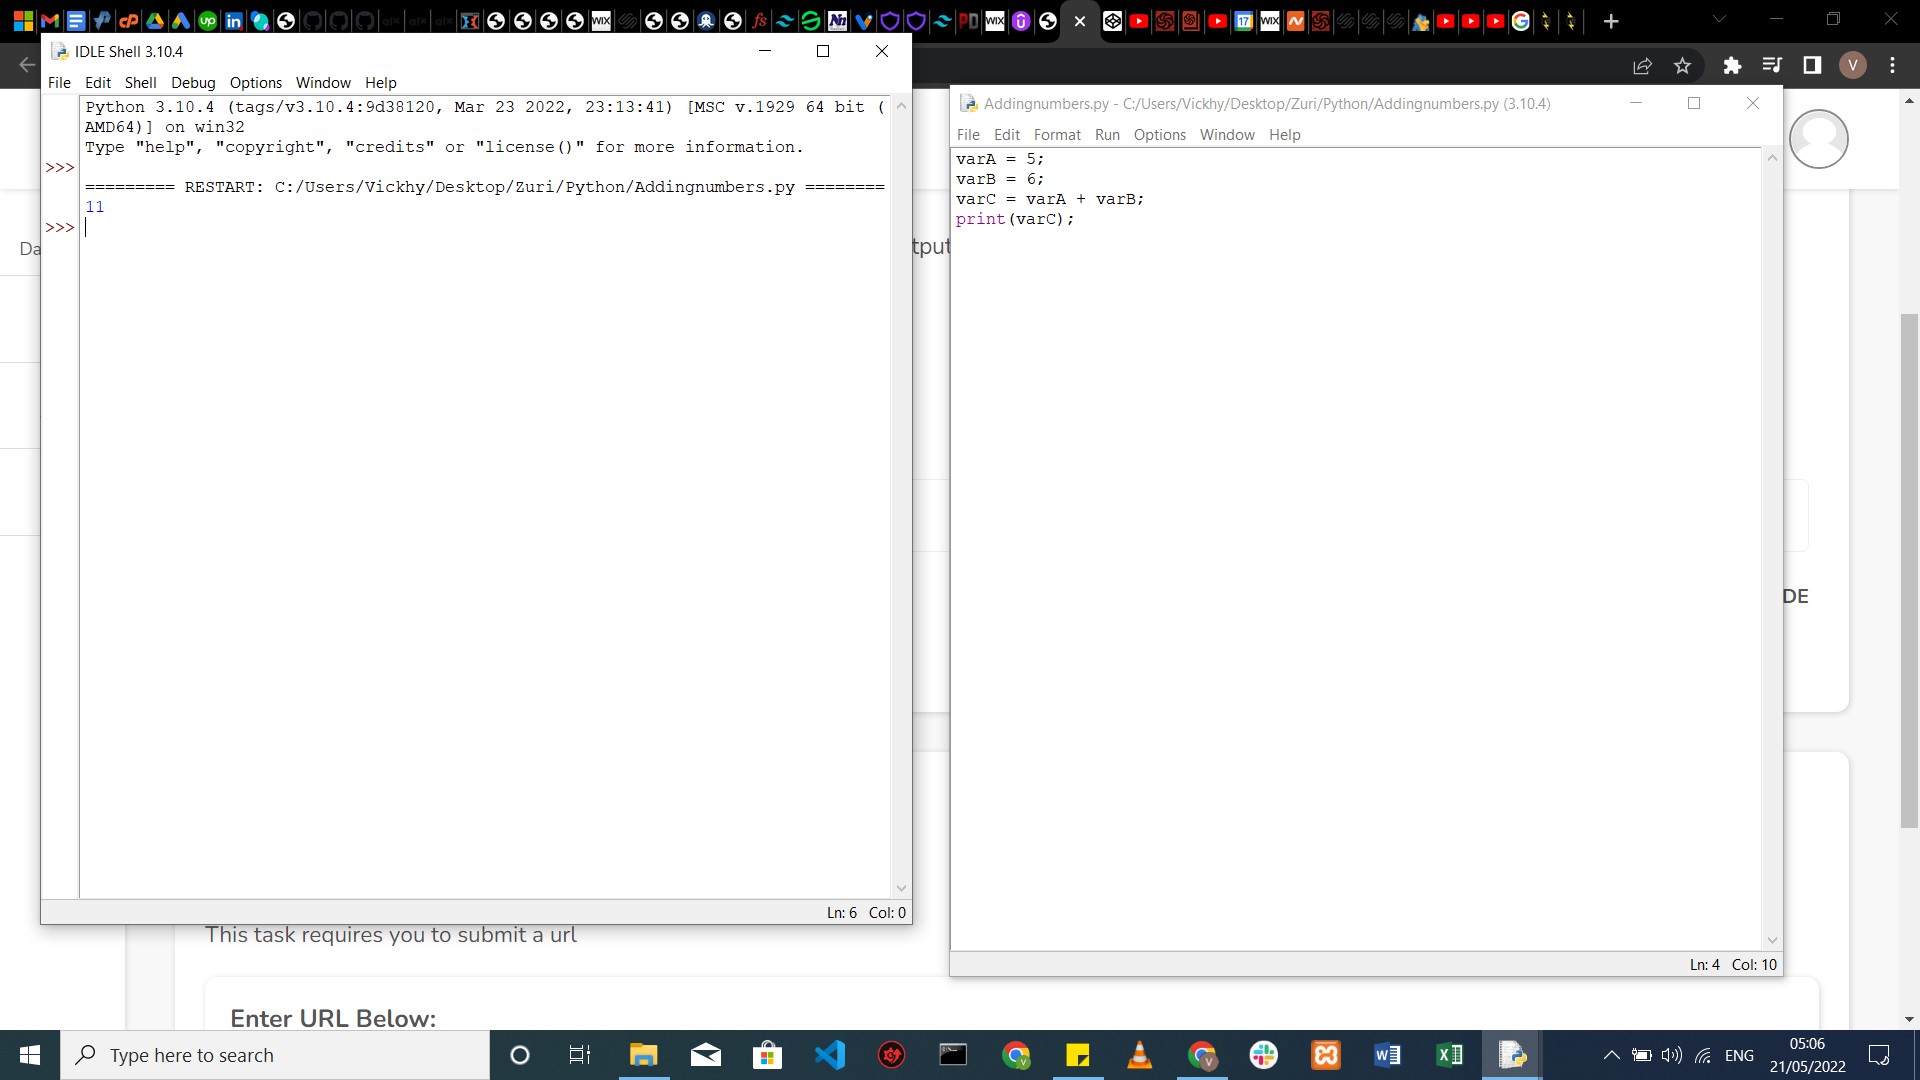 IDLE Shell 3.10.4
File Edit Shell Debug Options Window Help
Python 3.10.4 (tags/v3.10.4:9d38120, Mar 23 2022, 23:13:41) [MSC v.1929 64 bit (
AMD64)] on win32
Type "help", "copyright", "credits" or "license()" for more information.
>>>
========= RESTART: C:/Users/Vickhy/Desktop/Zuri/Python/Addingnumbers.py ========
11
>>>
Ln: 6 Col: 0
Addingnumbers.py - C:/Users/Vickhy/Desktop/Zuri/Python/Addingnumbers.py (3.10.4)
File Edit Format Run Options Window Help
varA = 5;
varB = 6;
varC = varA + varB;
print(varC);
Ln: 4 Col: 10
V
Da
tput
DE
This task requires you to submit a url
Enter URL Below:
Type here to search
ENG
05:06
21/05/2022